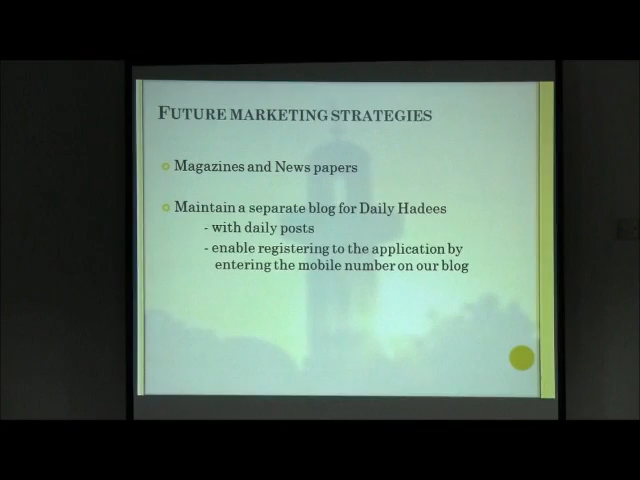 FUTURE MARKETING STRATEGIES
Magazines and News papers
Maintain a separate blog for Daily Hadees
- with daily posts
- enable registering to the application by
entering the mobile number on our blog